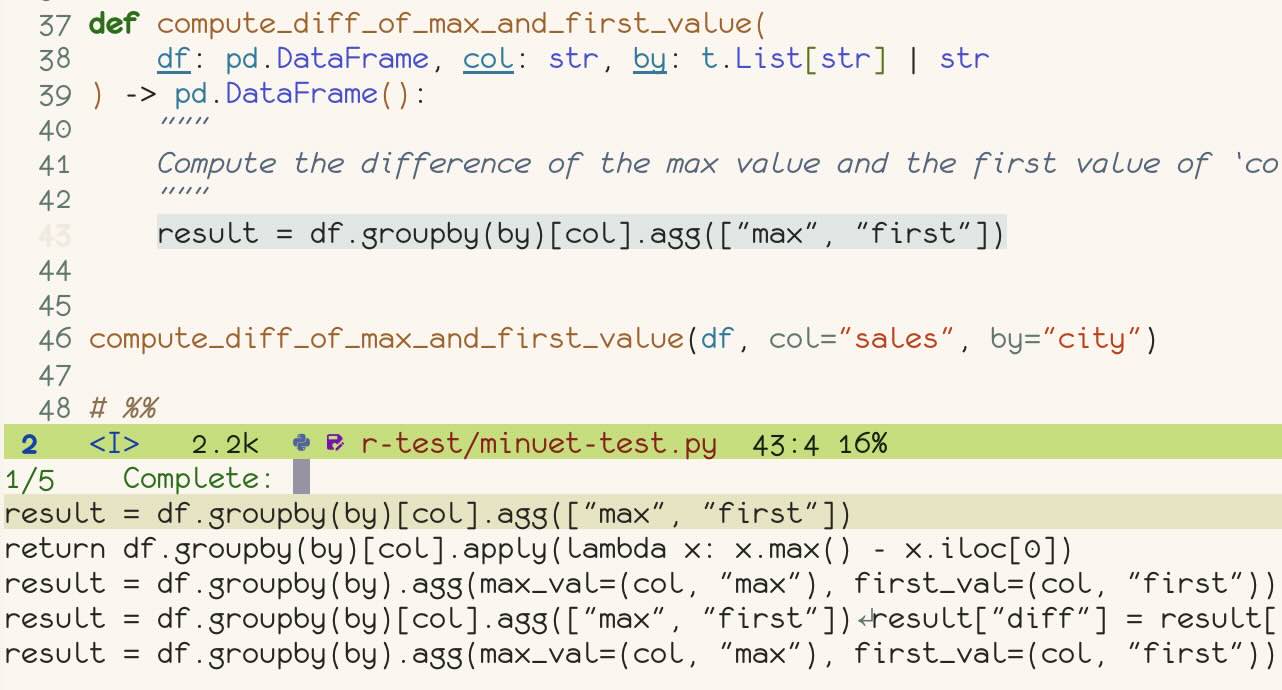 37 def compute_diff_of_max_and_first_value(
38     df: pd.DataFrame, col: str, by: t.List[str] | str
39 ) -> pd.DataFrame():
40     """
41     Compute the difference of the max value and the first value of `co
42     """
43     result = df.groupby(by)[col].agg(["max", "first"])
44
45
46 compute_diff_of_max_and_first_value(df, col="sales", by="city")
47
48 # %%
2 <I> 2.2k r-test/minuet-test.py 43:4 16%
1/5 Complete:
result = df.groupby(by)[col].agg(["max", "first"])
return df.groupby(by)[col].apply(lambda x: x.max() - x.iloc[0])
result = df.groupby(by).agg(max_val=(col, "max"), first_val=(col, "first"))
result = df.groupby(by)[col].agg(["max", "first"])↵result["diff"] = result[
result = df.groupby(by).agg(max_val=(col, "max"), first_val=(col, "first"))